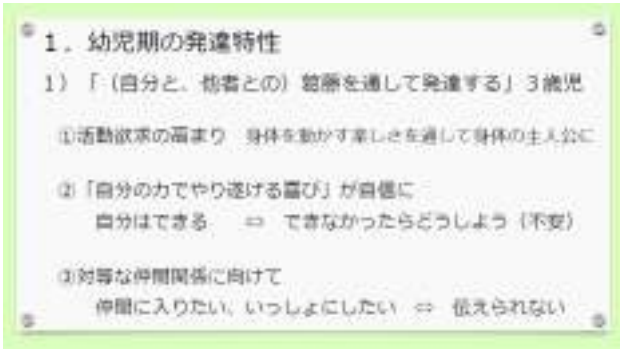 1．幼児期の発達特性
1）「（自分と、他者との）葛藤を通して発達する」3歳児
①活動欲求の高まり　身体を動かす楽しさを通して身体の主人公に
②「自分の力でやり遂げる喜び」が自信に
自分はできる　⇔　できなかったらどうしよう（不安）
③対等な仲間関係に向けて
仲間に入りたい、いっしょにしたい　⇔　伝えられない